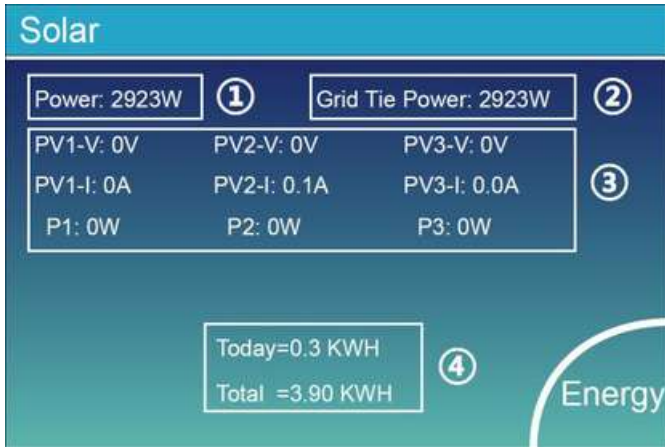 Solar
Power: 2923W ① Grid Tie Power: 2923W ②
PV1-V: 0V PV2-V: 0V PV3-V: 0V
PV1-I: 0A PV2-I: 0.1A PV3-I: 0.0A ③
P1: 0W P2: 0W P3: 0W
Today=0.3 KWH
④
Total =3.90 KWH
Energy